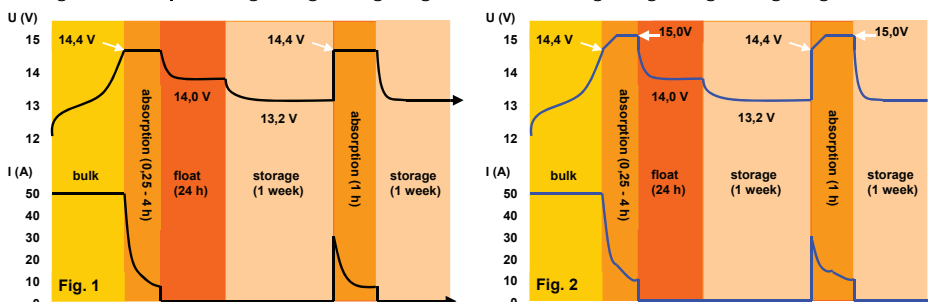 U (V)
15
14
13
12
I (A)
50
40
30
20
10
14,4 V
14,4 V
14,0 V
13,2 V
bulk
absorption (0,25 - 4 h)
float
(24 h)
storage
(1 week)
absorption (1 h)
storage
(1 week)
Fig. 1
U (V)
15
14
13
12
I (A)
50
40
30
20
10
0
14,4 V
15,0V
14,4 V
15,0V
14,0 V
13,2 V
bulk
absorption (0,25 - 4 h)
float
(24 h)
storage
(1 week)
absorption (1 h)
storage
(1 week)
Fig. 2